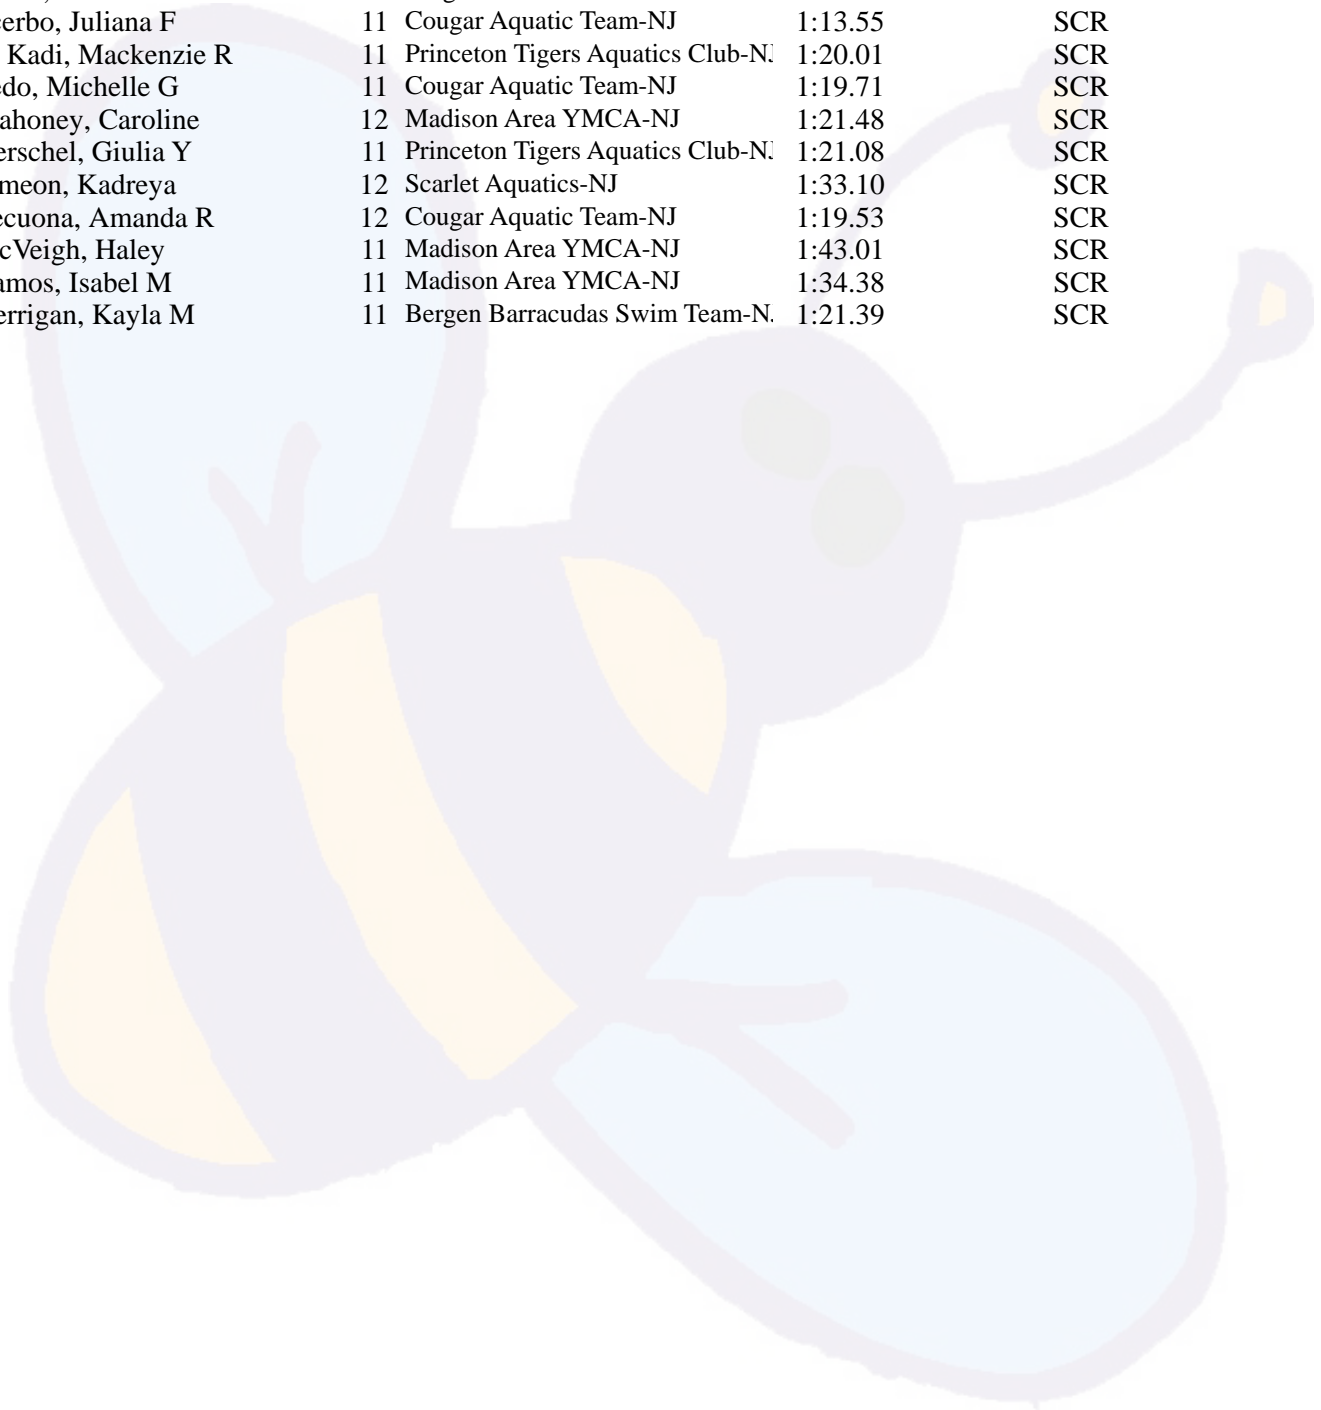 cerbo, Juliana F 11 Cougar Aquatic Team-NJ 1:13.55 SCR
Kadi, Mackenzie R 11 Princeton Tigers Aquatics Club-NJ 1:20.01 SCR
edo, Michelle G 11 Cougar Aquatic Team-NJ 1:19.71 SCR
ahoney, Caroline 12 Madison Area YMCA-NJ 1:21.48 SCR
erschel, Giulia Y 11 Princeton Tigers Aquatics Club-NJ 1:21.08 SCR
meon, Kadreya 12 Scarlet Aquatics-NJ 1:33.10 SCR
ecuona, Amanda R 12 Cougar Aquatic Team-NJ 1:19.53 SCR
cVeigh, Haley 11 Madison Area YMCA-NJ 1:43.01 SCR
amos, Isabel M 11 Madison Area YMCA-NJ 1:34.38 SCR
errigan, Kayla M 11 Bergen Barracudas Swim Team-N 1:21.39 SCR